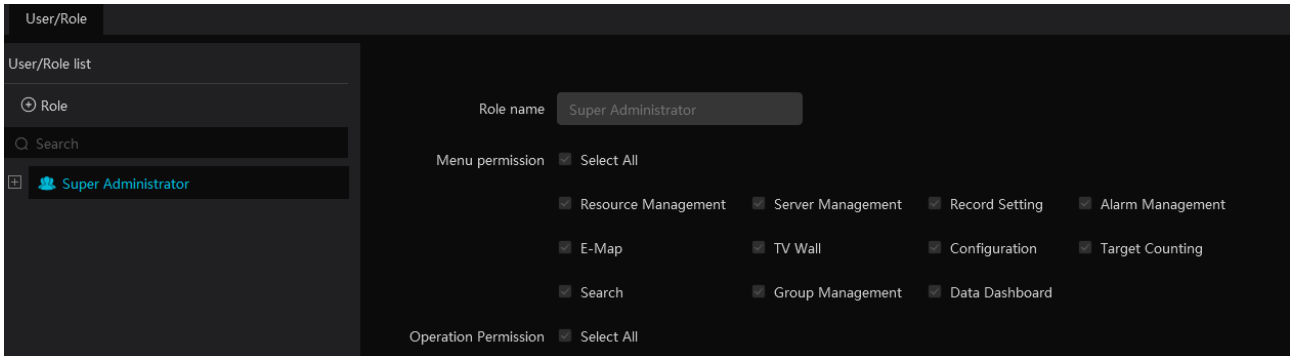 User/Role
User/Role list
Role
Search
Super Administrator
Role name Super Administrator
Menu permission Select All
Resource Management Server Management Record Setting Alarm Management
E-Map TV Wall Configuration Target Counting
Search Group Management Data Dashboard
Operation Permission Select All